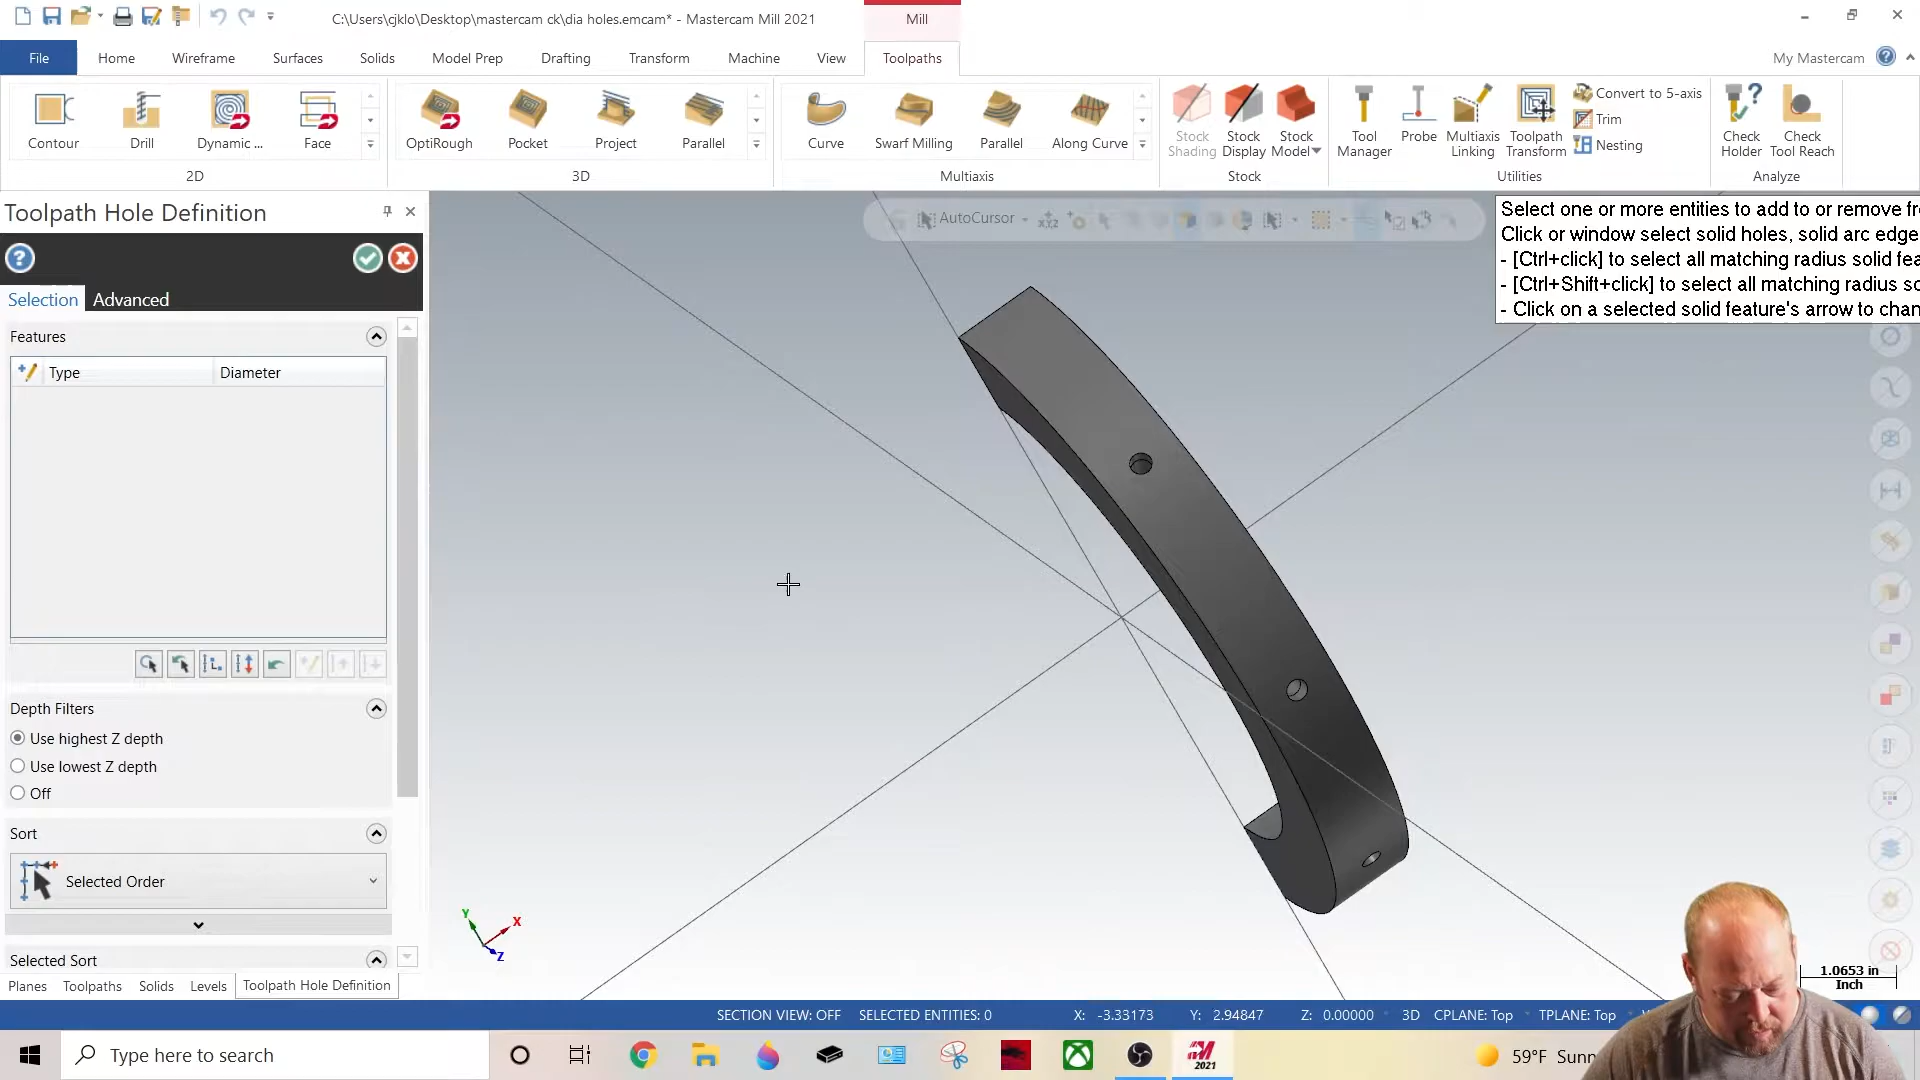 C:\Users\cjklo\Desktop\mastercam ck\dia holes.emcam* - Mastercam Mill 2021
Mill
File
Home
Wireframe
Surfaces
Solids
Model Prep
Drafting
Transform
Machine
View
Toolpaths
My Mastercam
Contour
Drill
Dynamic ...
Face
2D
OptiRough
Pocket
Project
Parallel
3D
Curve
Swarf Milling
Parallel
Along Curve
Multiaxis
Stock Shading
Stock Display
Stock Model
Stock
Tool Manager
Probe
Multiaxis Linking
Toolpath Transform
Convert to 5-axis
Trim
Nesting
Utilities
Check Holder
Check Tool Reach
Analyze
Toolpath Hole Definition
Selection
Advanced
Features
Type
Diameter
Depth Filters
Use highest Z depth
Use lowest Z depth
Off
Sort
Selected Order
Selected Sort
Planes
Toolpaths
Solids
Levels
Toolpath Hole Definition
AutoCursor
Select one or more entities to add to or remove fr
Click or window select solid holes, solid arc edge
- [Ctrl+click] to select all matching radius solid fea
- [Ctrl+Shift+click] to select all matching radius so
- Click on a selected solid feature's arrow to chan
Y
X
Z
1.0653 in
Inch
SECTION VIEW: OFF
SELECTED ENTITIES: 0
X: -3.33173
Y: 2.94847
Z: 0.00000
3D
CPLANE: Top
TPLANE: Top
Type here to search
2021
59°F Sunn